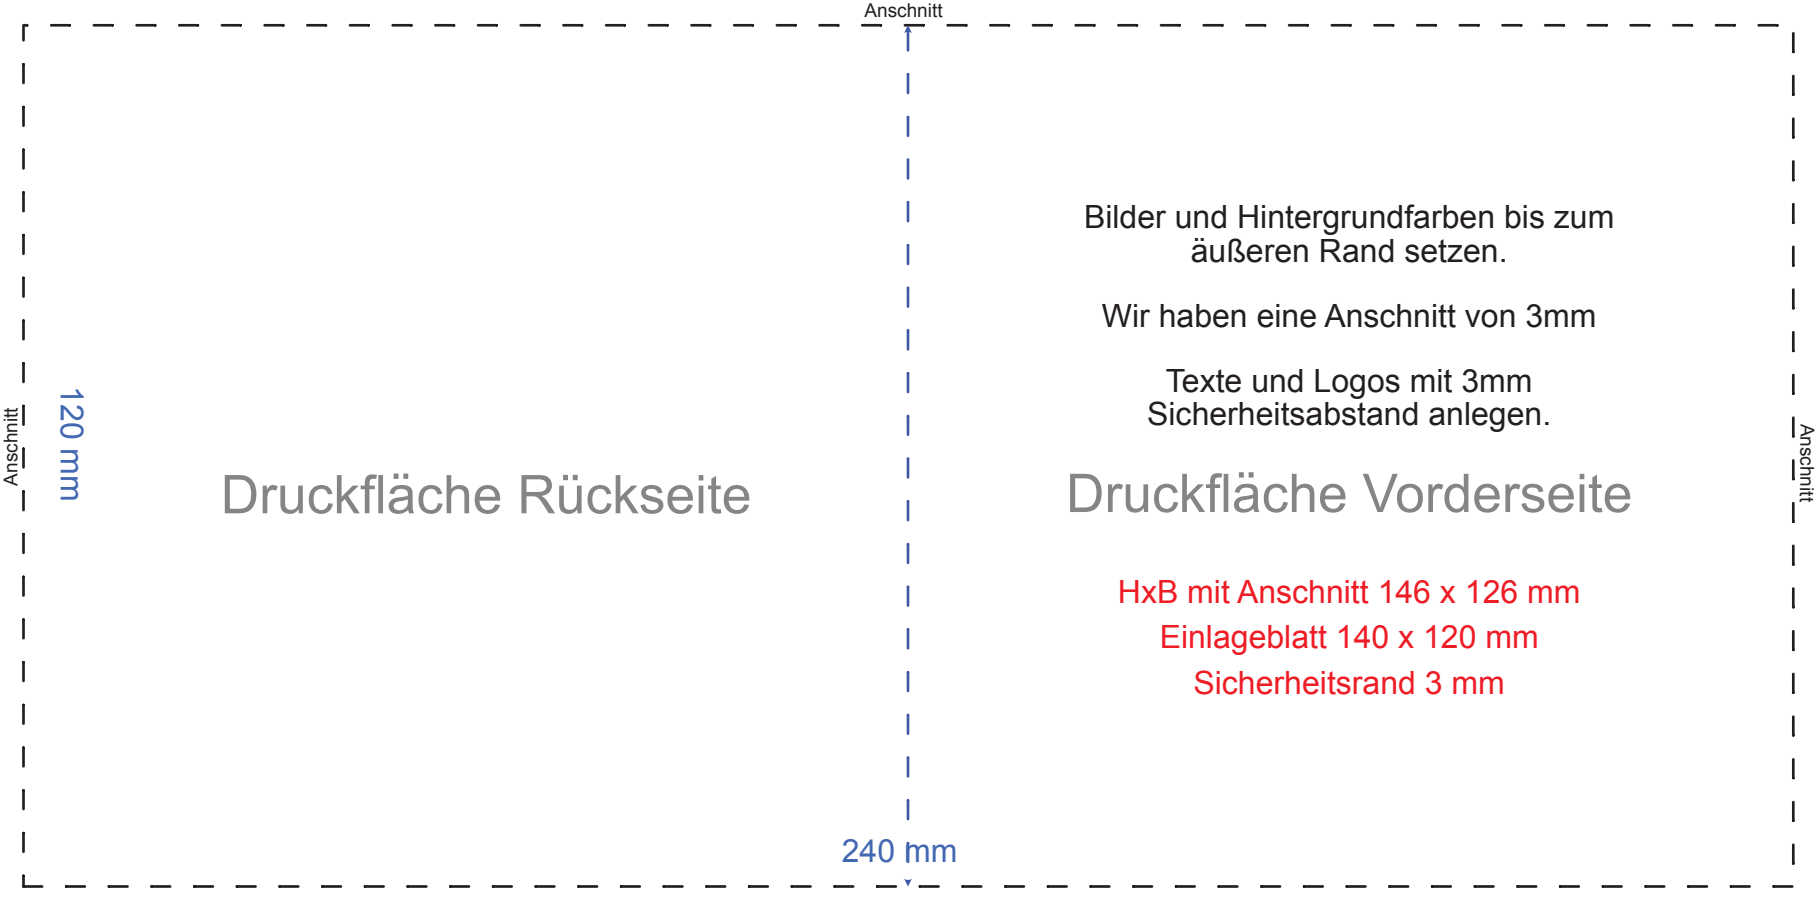 Anschnitt
Bilder und Hintergrundfarben bis zum
äußeren Rand setzen.
Wir haben eine Anschnitt von 3mm
Texte und Logos mit 3mm
Sicherheitsabstand anlegen.
Anschnitt
120 mm
Anschnitt
Druckfläche Rückseite
Druckfläche Vorderseite
HxB mit Anschnitt 146 x 126 mm
Einlageblatt 140 x 120 mm
Sicherheitsrand 3 mm
240 mm